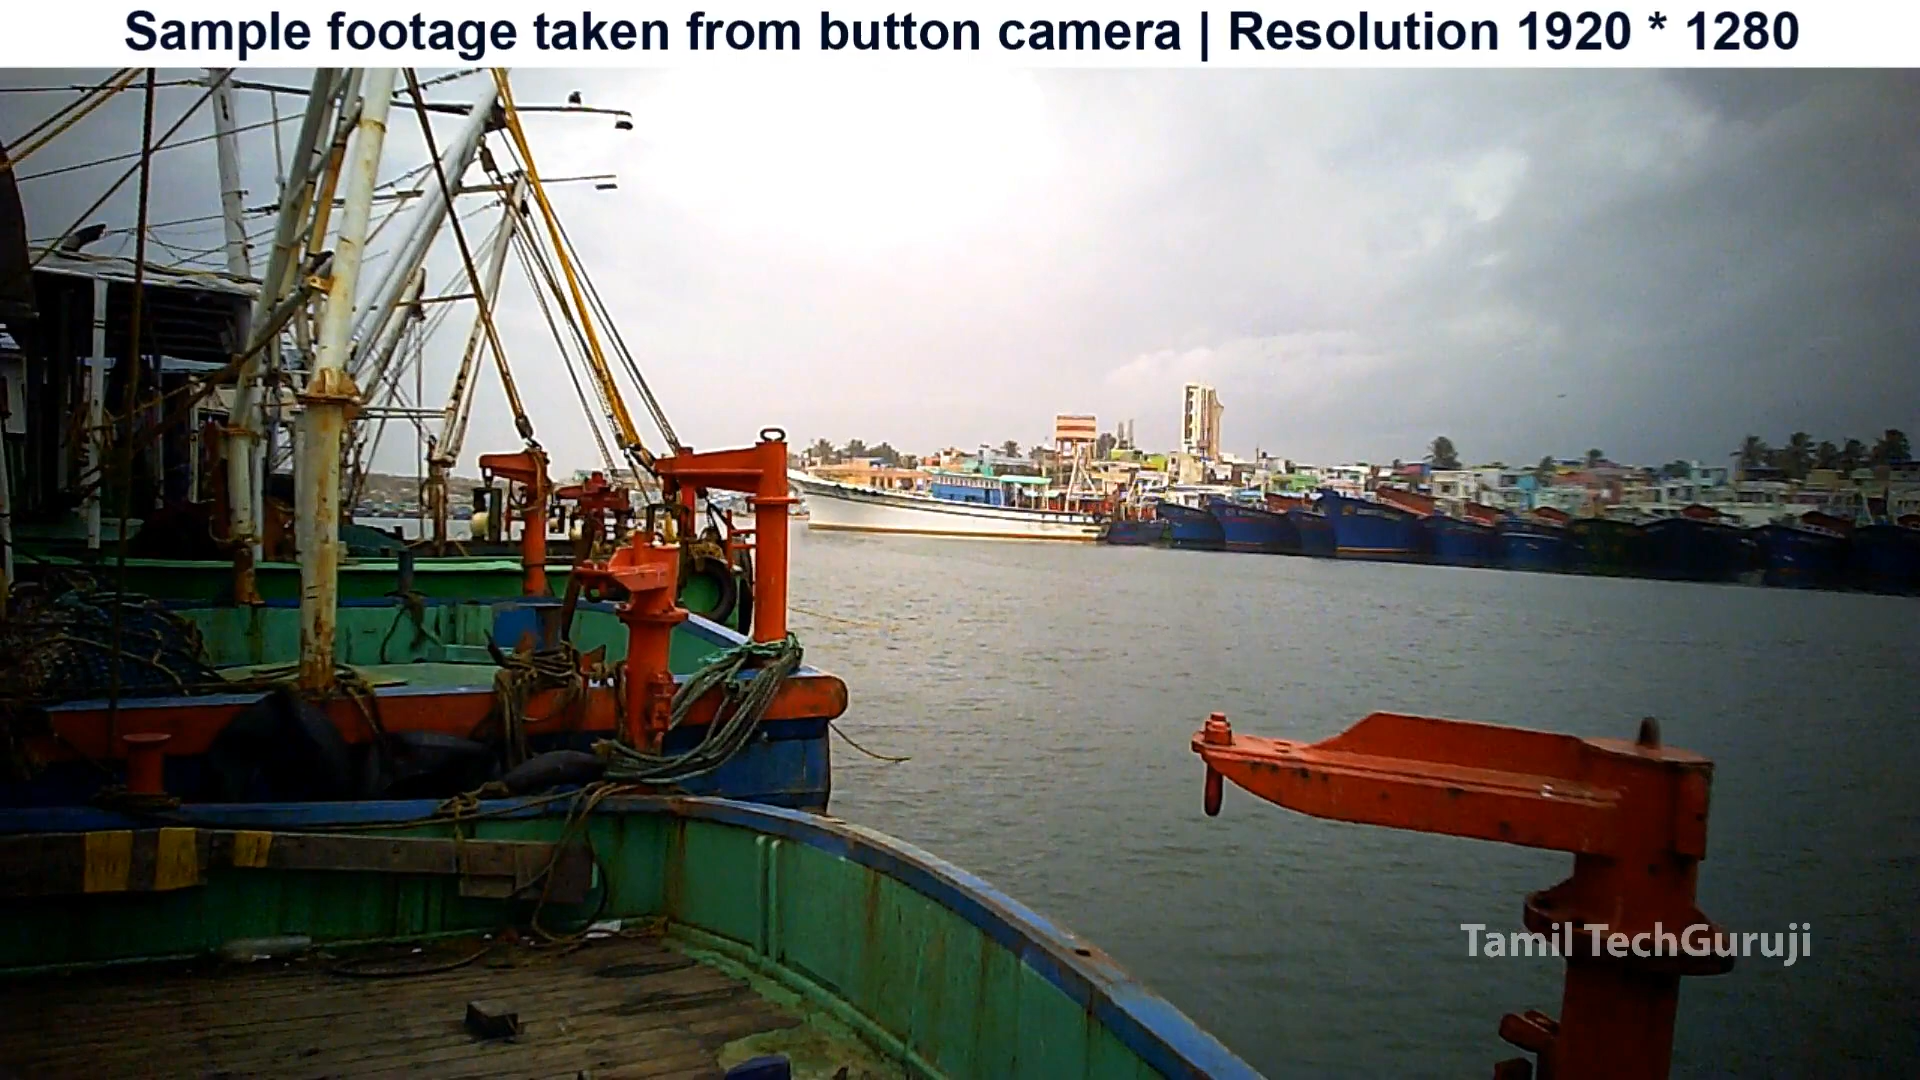 Sample footage taken from button camera | Resolution 1920 * 1280
Tamil TechGuruji